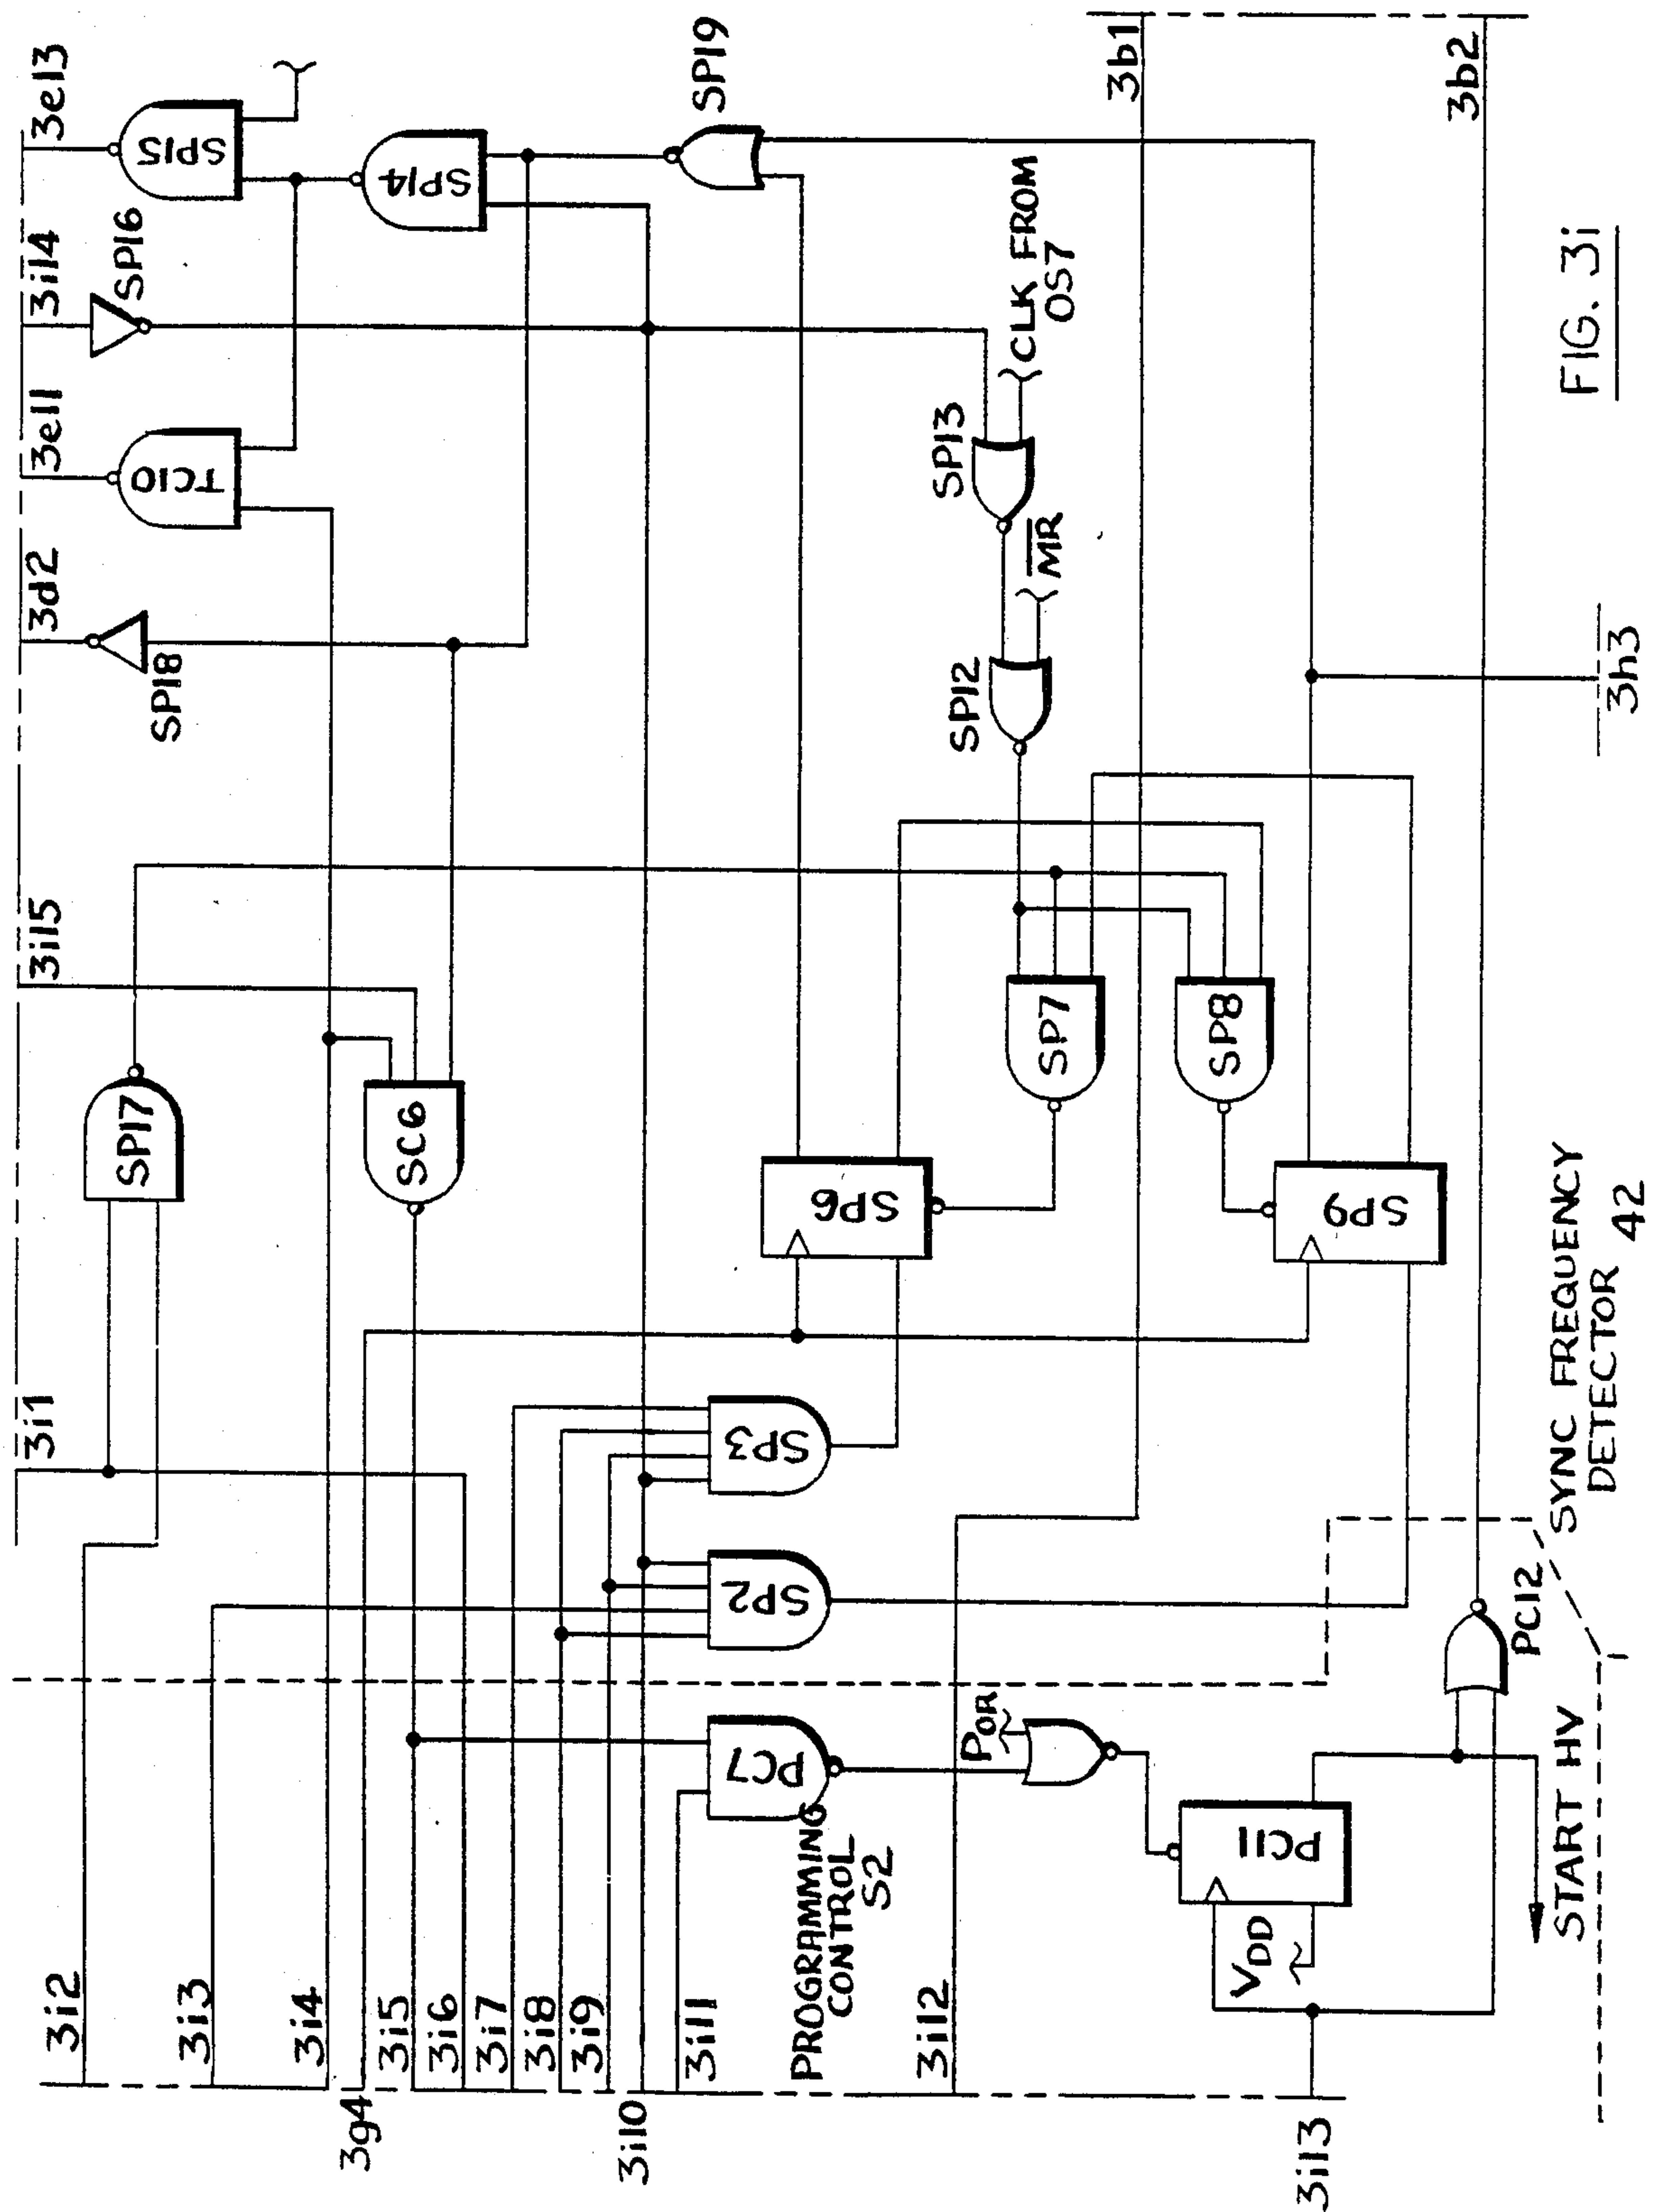 3e13
SP15
3i14
SP16
SP14
SP19
3e11
TC10
3d2
SP18
CLK FROM
OS7
SP13
MR
SP12
3b1
3b2
FIG. 3i
3h3
3i15
SP17
SC6
SP7
SP8
SP6
SP9
3i1
SP3
SP2
SYNC FREQUENCY
DETECTOR
42
PC12
PC7
PROGRAMMING
CONTROL
S2
POR
PC11
VDD
START HV
3i2
3i3
3i4
3g4
3i5
3i6
3i7
3i8
3i9
3i10
3i11
3i12
3i13